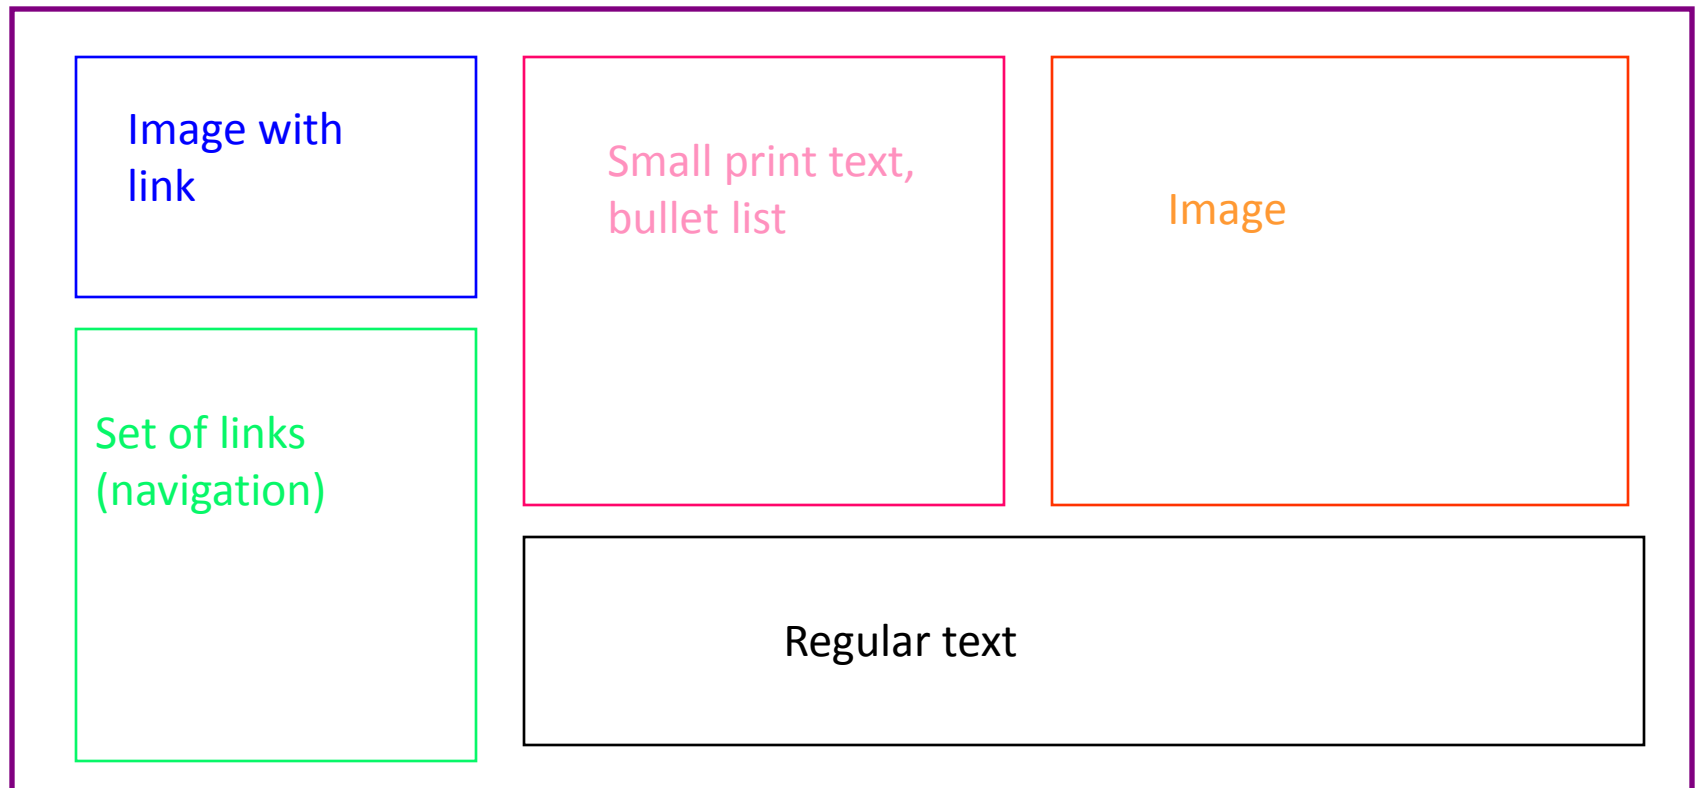 Image with
link
Small print text,
bullet list
Image
Set of links
(navigation)
Regular text